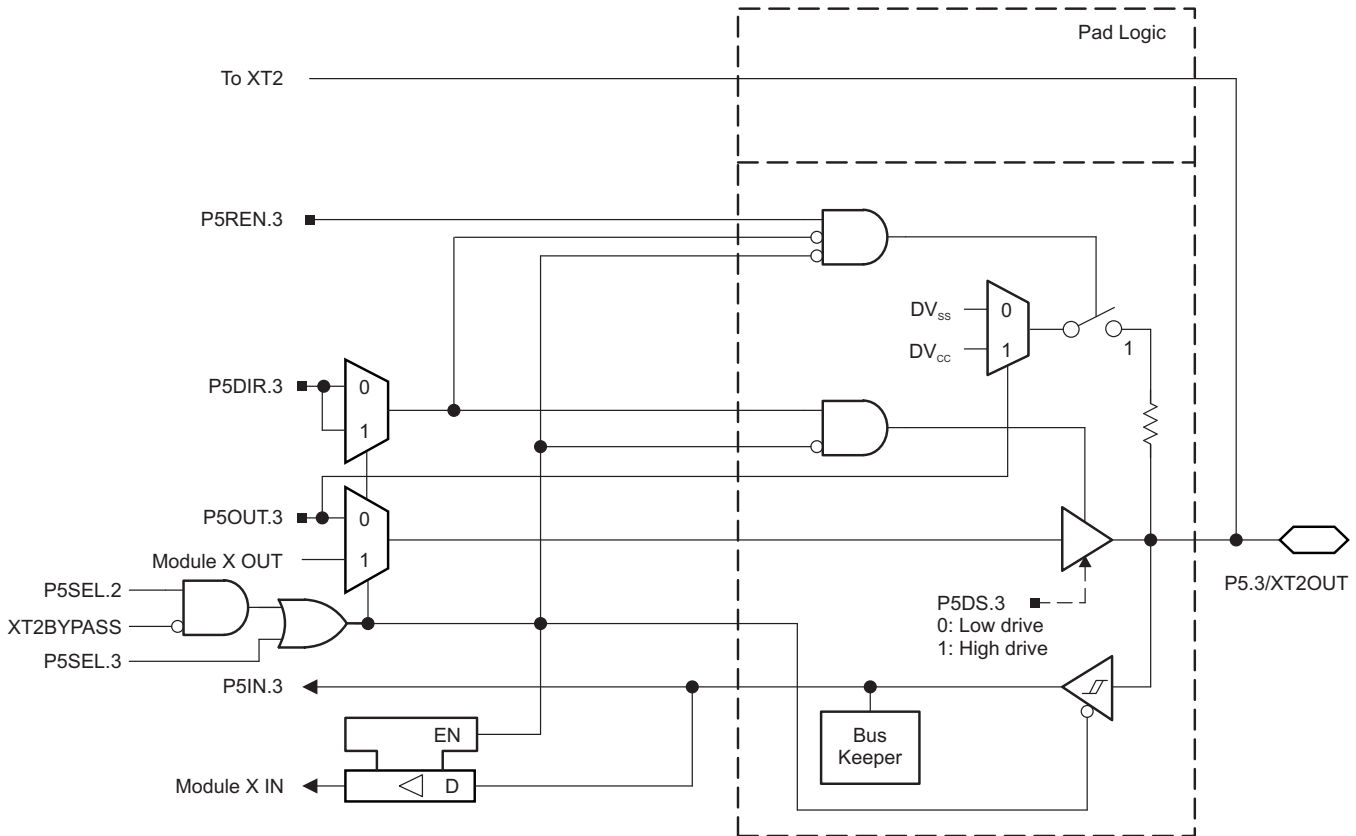 Pad Logic
To XT2
P5REN.3
DVSS
0
DVCC
1
1
P5DIR.3
0
1
P5OUT.3
0
Module X OUT
1
P5SEL.2
XT2BYPASS
P5SEL.3
P5DS.3
0: Low drive
1: High drive
P5.3/XT2OUT
P5IN.3
Bus
Keeper
EN
Module X IN
D